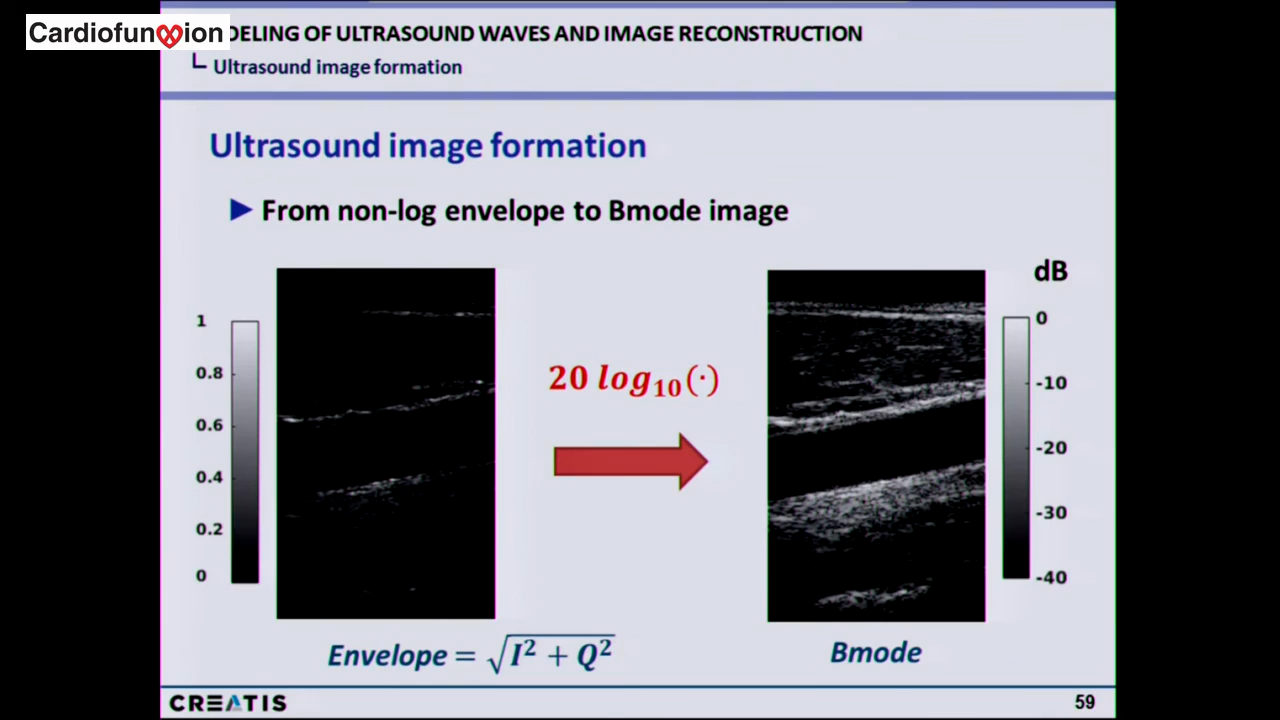 Cardiofunxion
DELING OF ULTRASOUND WAVES AND IMAGE RECONSTRUCTION
Ultrasound image formation
Ultrasound image formation
From non-log envelope to Bmode image
1
0.8
0.6
0.4
0.2
0
20 log₁₀(·)
dB
0
-10
-20
-30
-40
Envelope = √I² + Q²
Bmode
CREATIS
59